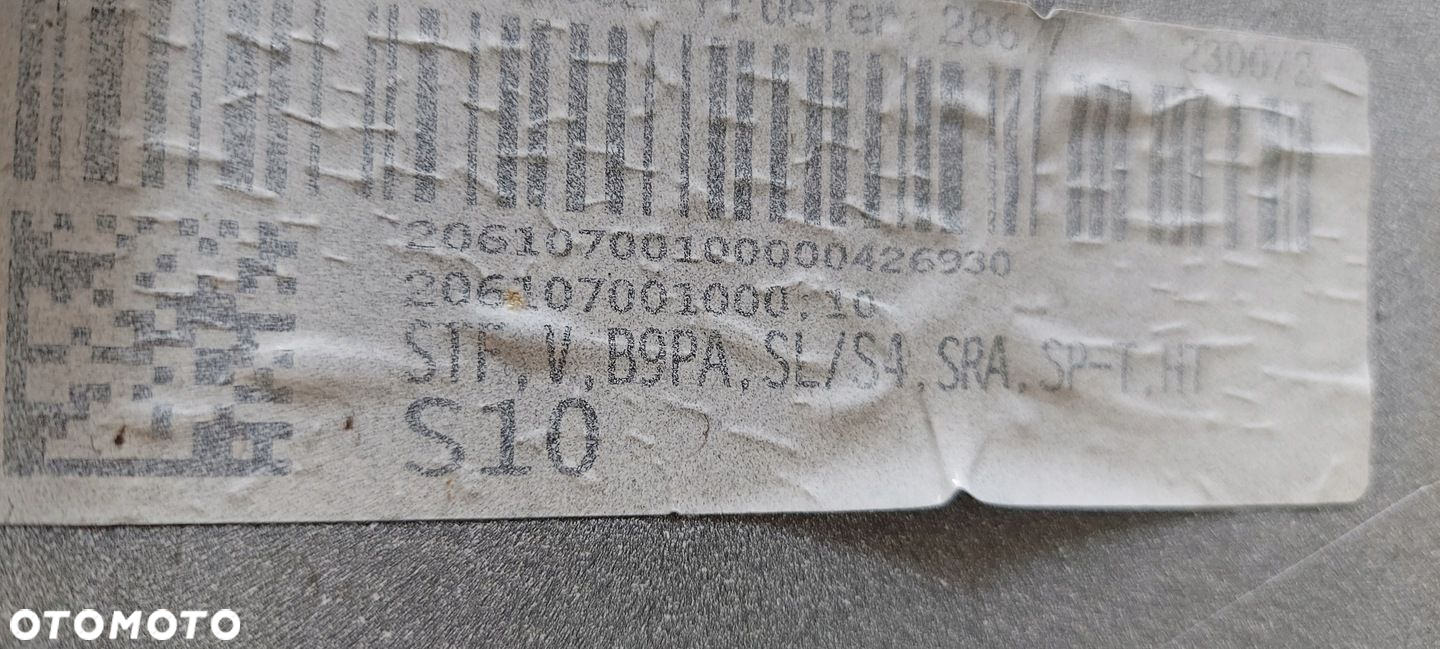 286
2300/2
206107001000000426930
206107001000.10
STF,V,B9PA,SL/S4,SRA,SP-T,HT
S10
OTOMOTO